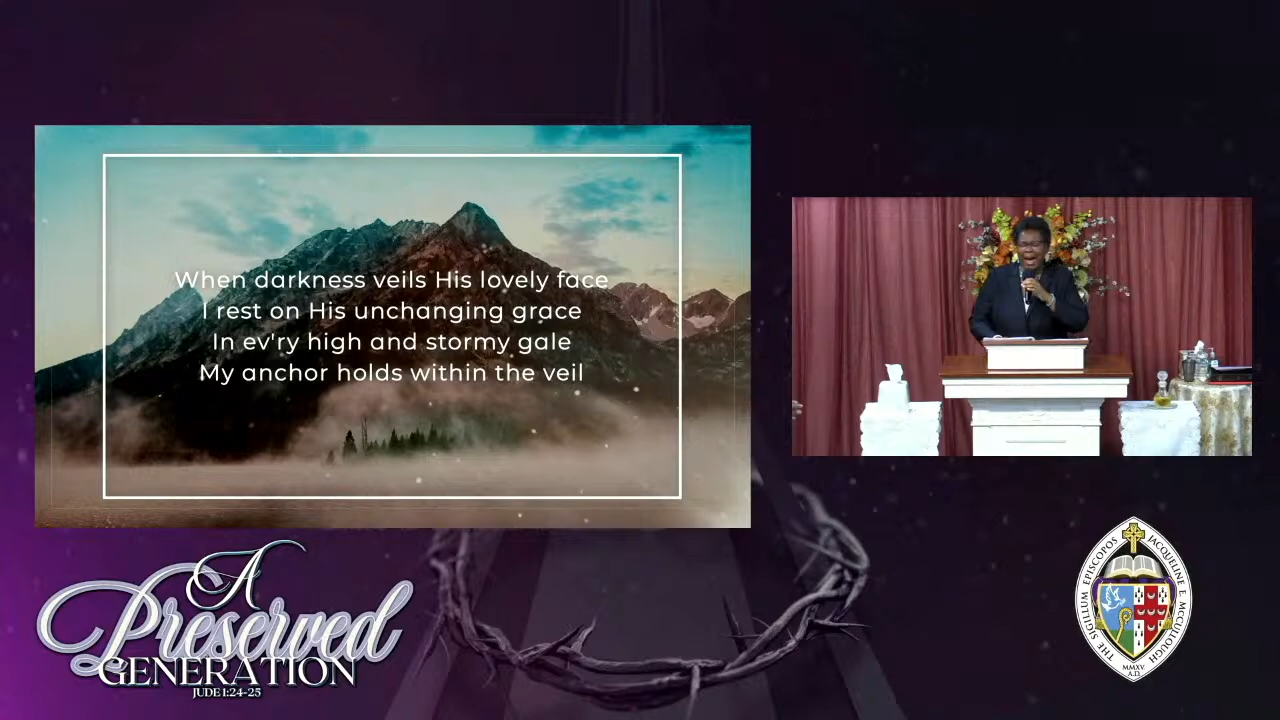 When darkness veils His lovely face
I rest on His unchanging grace
In ev'ry high and stormy gale
My anchor holds within the veil
A
Preserved
GENERATION
JUDE 1:24-25
THE SIGILLUM EPISCOPOS JACQUELINE E. MCCULLOUGH
MMXV
A.D.